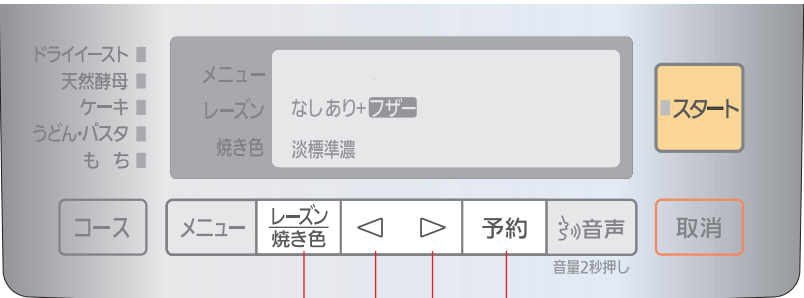 ドライイースト
天然酵母
ケーキ
うどん・パスタ
もち
メニュー
レーズン なしあり+ブザー
焼き色 淡標準濃
スタート
コース
メニュー
レーズン
焼き色
予約
音声
音量2秒押し
取消